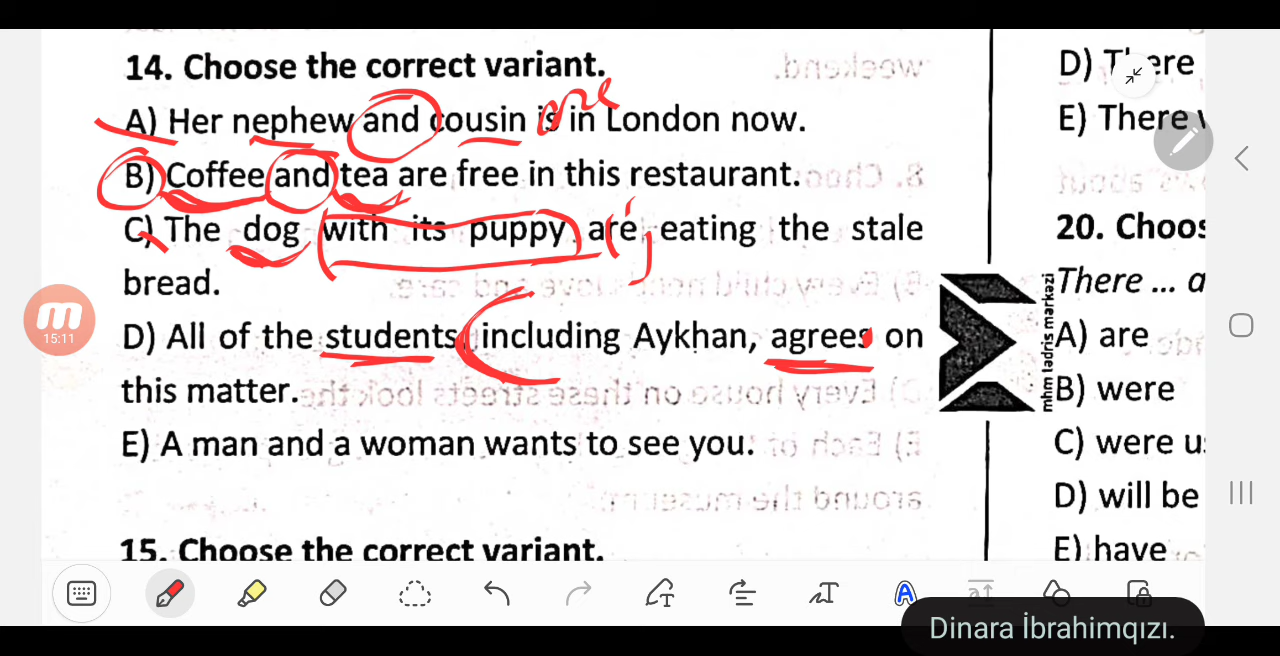 14. Choose the correct variant.
A) Her nephew and cousin is in London now.
are
B) Coffee and tea are free in this restaurant.
C) The dog with its puppy are eating the stale
bread.
D) All of the students, including Aykhan, agrees on
this matter.
E) A man and a woman wants to see you.
15. Choose the correct variant.
D) There
E) There
20. Choos
There ... a
A) are
B) were
C) were u
D) will be
E) have
mhm tədris mərkəzi
m
15:11
Dinara İbrahimqızı.